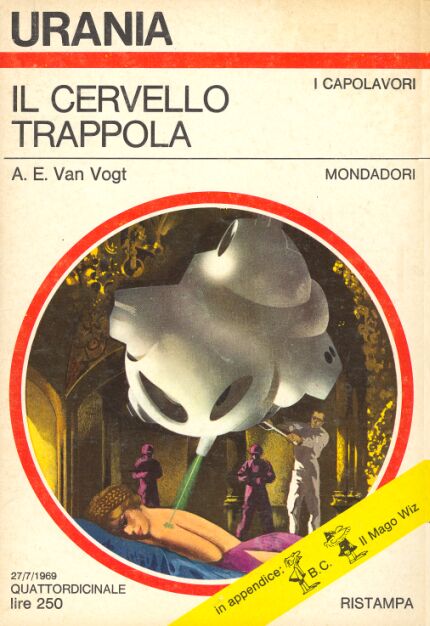 URANIA
I CAPOLAVORI
IL CERVELLO
TRAPPOLA
A. E. Van Vogt
MONDADORI
in appendice: B.C. Il Mago Wiz
27/7/1969
QUATTORDICINALE
lire 250
RISTAMPA